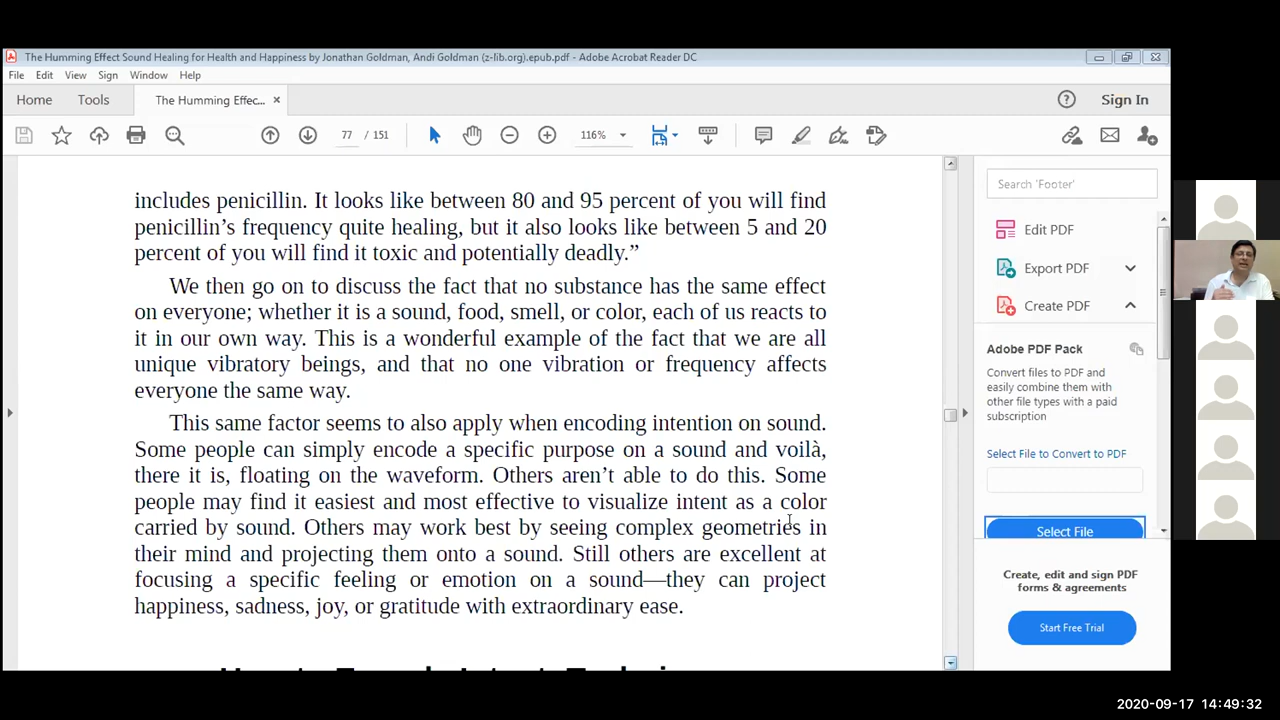 The Humming Effect Sound Healing for Health and Happiness by Jonathan Goldman, Andi Goldman (z-lib.org).epub.pdf - Adobe Acrobat Reader DC
File Edit View Sign Window Help
Home Tools The Humming Effec... × Sign In
77 / 151 116%
includes penicillin. It looks like between 80 and 95 percent of you will find
penicillin’s frequency quite healing, but it also looks like between 5 and 20
percent of you will find it toxic and potentially deadly.”
We then go on to discuss the fact that no substance has the same effect
on everyone; whether it is a sound, food, smell, or color, each of us reacts to
it in our own way. This is a wonderful example of the fact that we are all
unique vibratory beings, and that no one vibration or frequency affects
everyone the same way.
This same factor seems to also apply when encoding intention on sound.
Some people can simply encode a specific purpose on a sound and voilà,
there it is, floating on the waveform. Others aren’t able to do this. Some
people may find it easiest and most effective to visualize intent as a color
carried by sound. Others may work best by seeing complex geometries in
their mind and projecting them onto a sound. Still others are excellent at
focusing a specific feeling or emotion on a sound—they can project
happiness, sadness, joy, or gratitude with extraordinary ease.
Search 'Footer'
Edit PDF
Export PDF
Create PDF
Adobe PDF Pack
Convert files to PDF and
easily combine them with
other file types with a paid
subscription
Select File to Convert to PDF
Select File
Create, edit and sign PDF
forms & agreements
Start Free Trial
2020-09-17 14:49:32